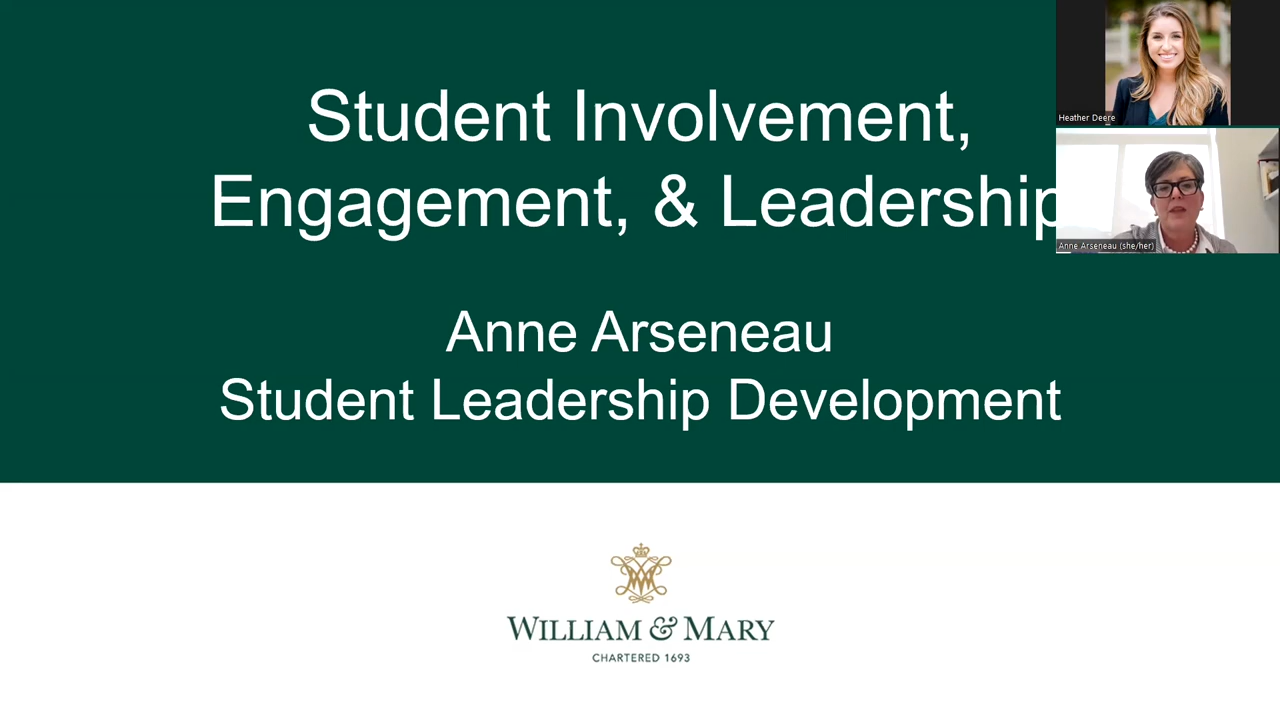 Student Involvement,
Engagement, & Leadership
Anne Arseneau
Student Leadership Development
WILLIAM & MARY
CHARTERED 1693
Heather Deere
Anne Arseneau (she/her)